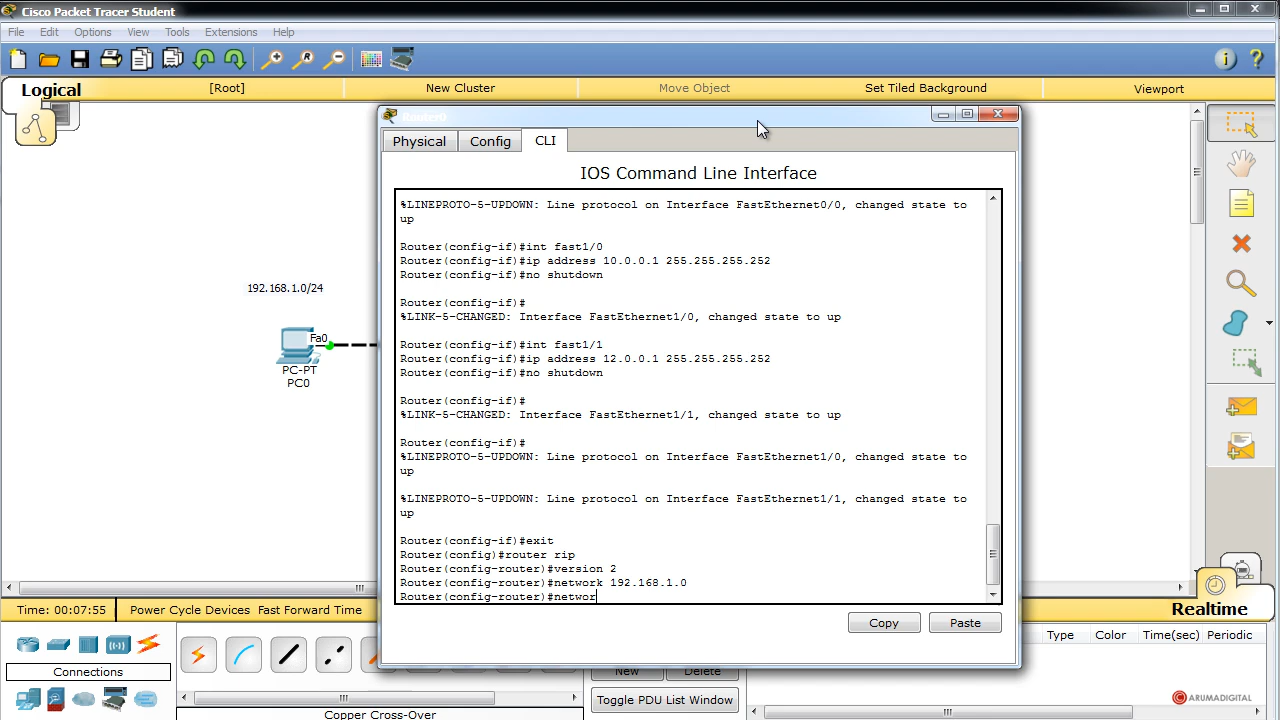 Cisco Packet Tracer Student
File Edit Options View Tools Extensions Help
Logical [Root] New Cluster Move Object Set Tiled Background Viewport
Router0
Physical Config CLI
IOS Command Line Interface
%LINEPROTO-5-UPDOWN: Line protocol on Interface FastEthernet0/0, changed state to
up
Router(config-if)#int fast1/0
Router(config-if)#ip address 10.0.0.1 255.255.255.252
Router(config-if)#no shutdown
Router(config-if)#
%LINK-5-CHANGED: Interface FastEthernet1/0, changed state to up
Router(config-if)#int fast1/1
Router(config-if)#ip address 12.0.0.1 255.255.255.252
Router(config-if)#no shutdown
Router(config-if)#
%LINK-5-CHANGED: Interface FastEthernet1/1, changed state to up
Router(config-if)#
%LINEPROTO-5-UPDOWN: Line protocol on Interface FastEthernet1/0, changed state to
up
%LINEPROTO-5-UPDOWN: Line protocol on Interface FastEthernet1/1, changed state to
up
Router(config-if)#exit
Router(config)#router rip
Router(config-router)#version 2
Router(config-router)#network 192.168.1.0
Router(config-router)#networ
Copy Paste
192.168.1.0/24
Fa0
PC-PT
PC0
Time: 00:07:55 Power Cycle Devices Fast Forward Time Realtime
Connections
Copper Cross-Over
New Delete
Toggle PDU List Window
Type Color Time(sec) Periodic
C ARUMADIGITAL